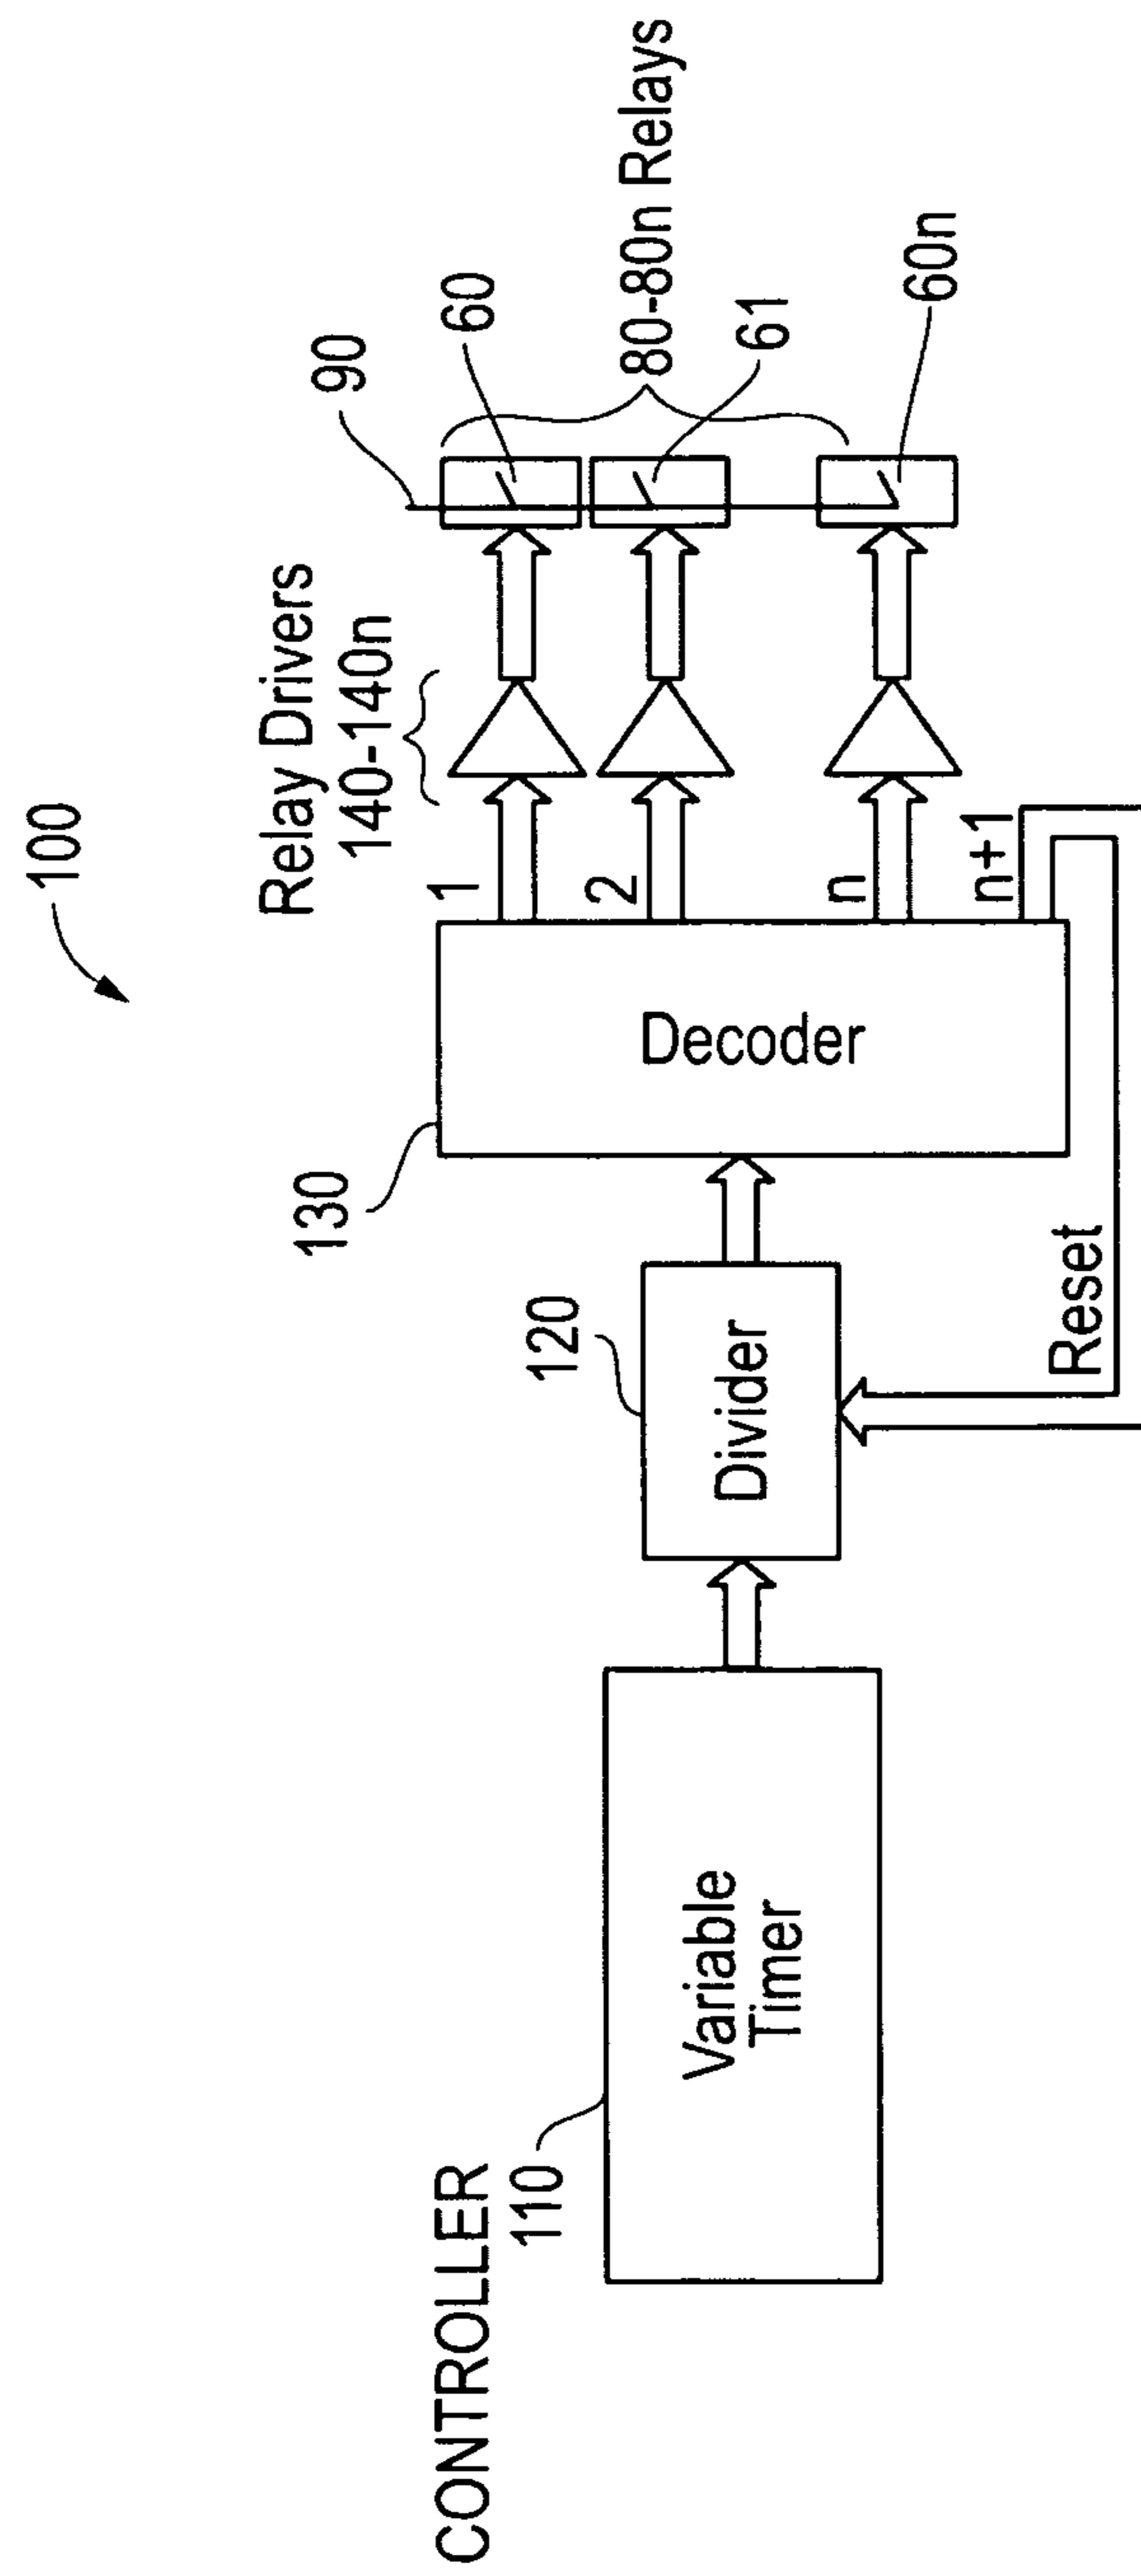 100
CONTROLLER
110
Variable
Timer
120
Divider
Reset
130
Decoder
1
2
n
n+1
Relay Drivers
140-140n
90
60
80-80n Relays
61
60n